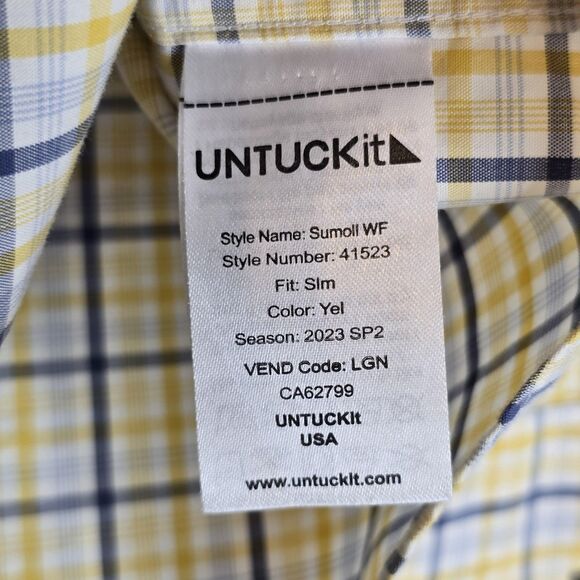 UNTUCKit
Style Name: Sumoll WF
Style Number: 41523
Fit: Slm
Color: Yel
Season: 2023 SP2
VEND Code: LGN
CA62799
UNTUCKit
USA
www.untuckit.com